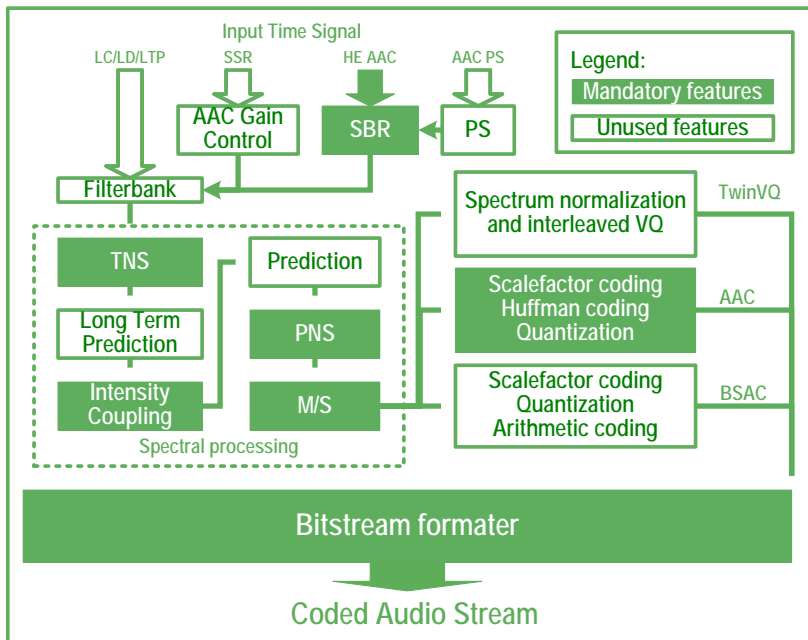 Input Time Signal
LC/LD/LTP
SSR
HE AAC
AAC PS
Legend:
Mandatory features
Unused features
AAC Gain
Control
SBR
PS
Filterbank
TNS
Long Term
Prediction
Intensity
Coupling
Prediction
PNS
M/S
Spectral processing
Spectrum normalization
and interleaved VQ
TwinVQ
Scalefactor coding
Huffman coding
Quantization
AAC
Scalefactor coding
Quantization
Arithmetic coding
BSAC
Bitstream formater
Coded Audio Stream